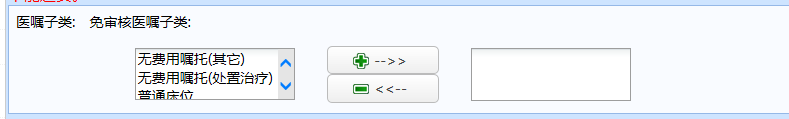 医嘱子类: 免审核医嘱子类:
无费用嘱托(其它)
-->>
无费用嘱托(处置治疗)
<<--
普通床位